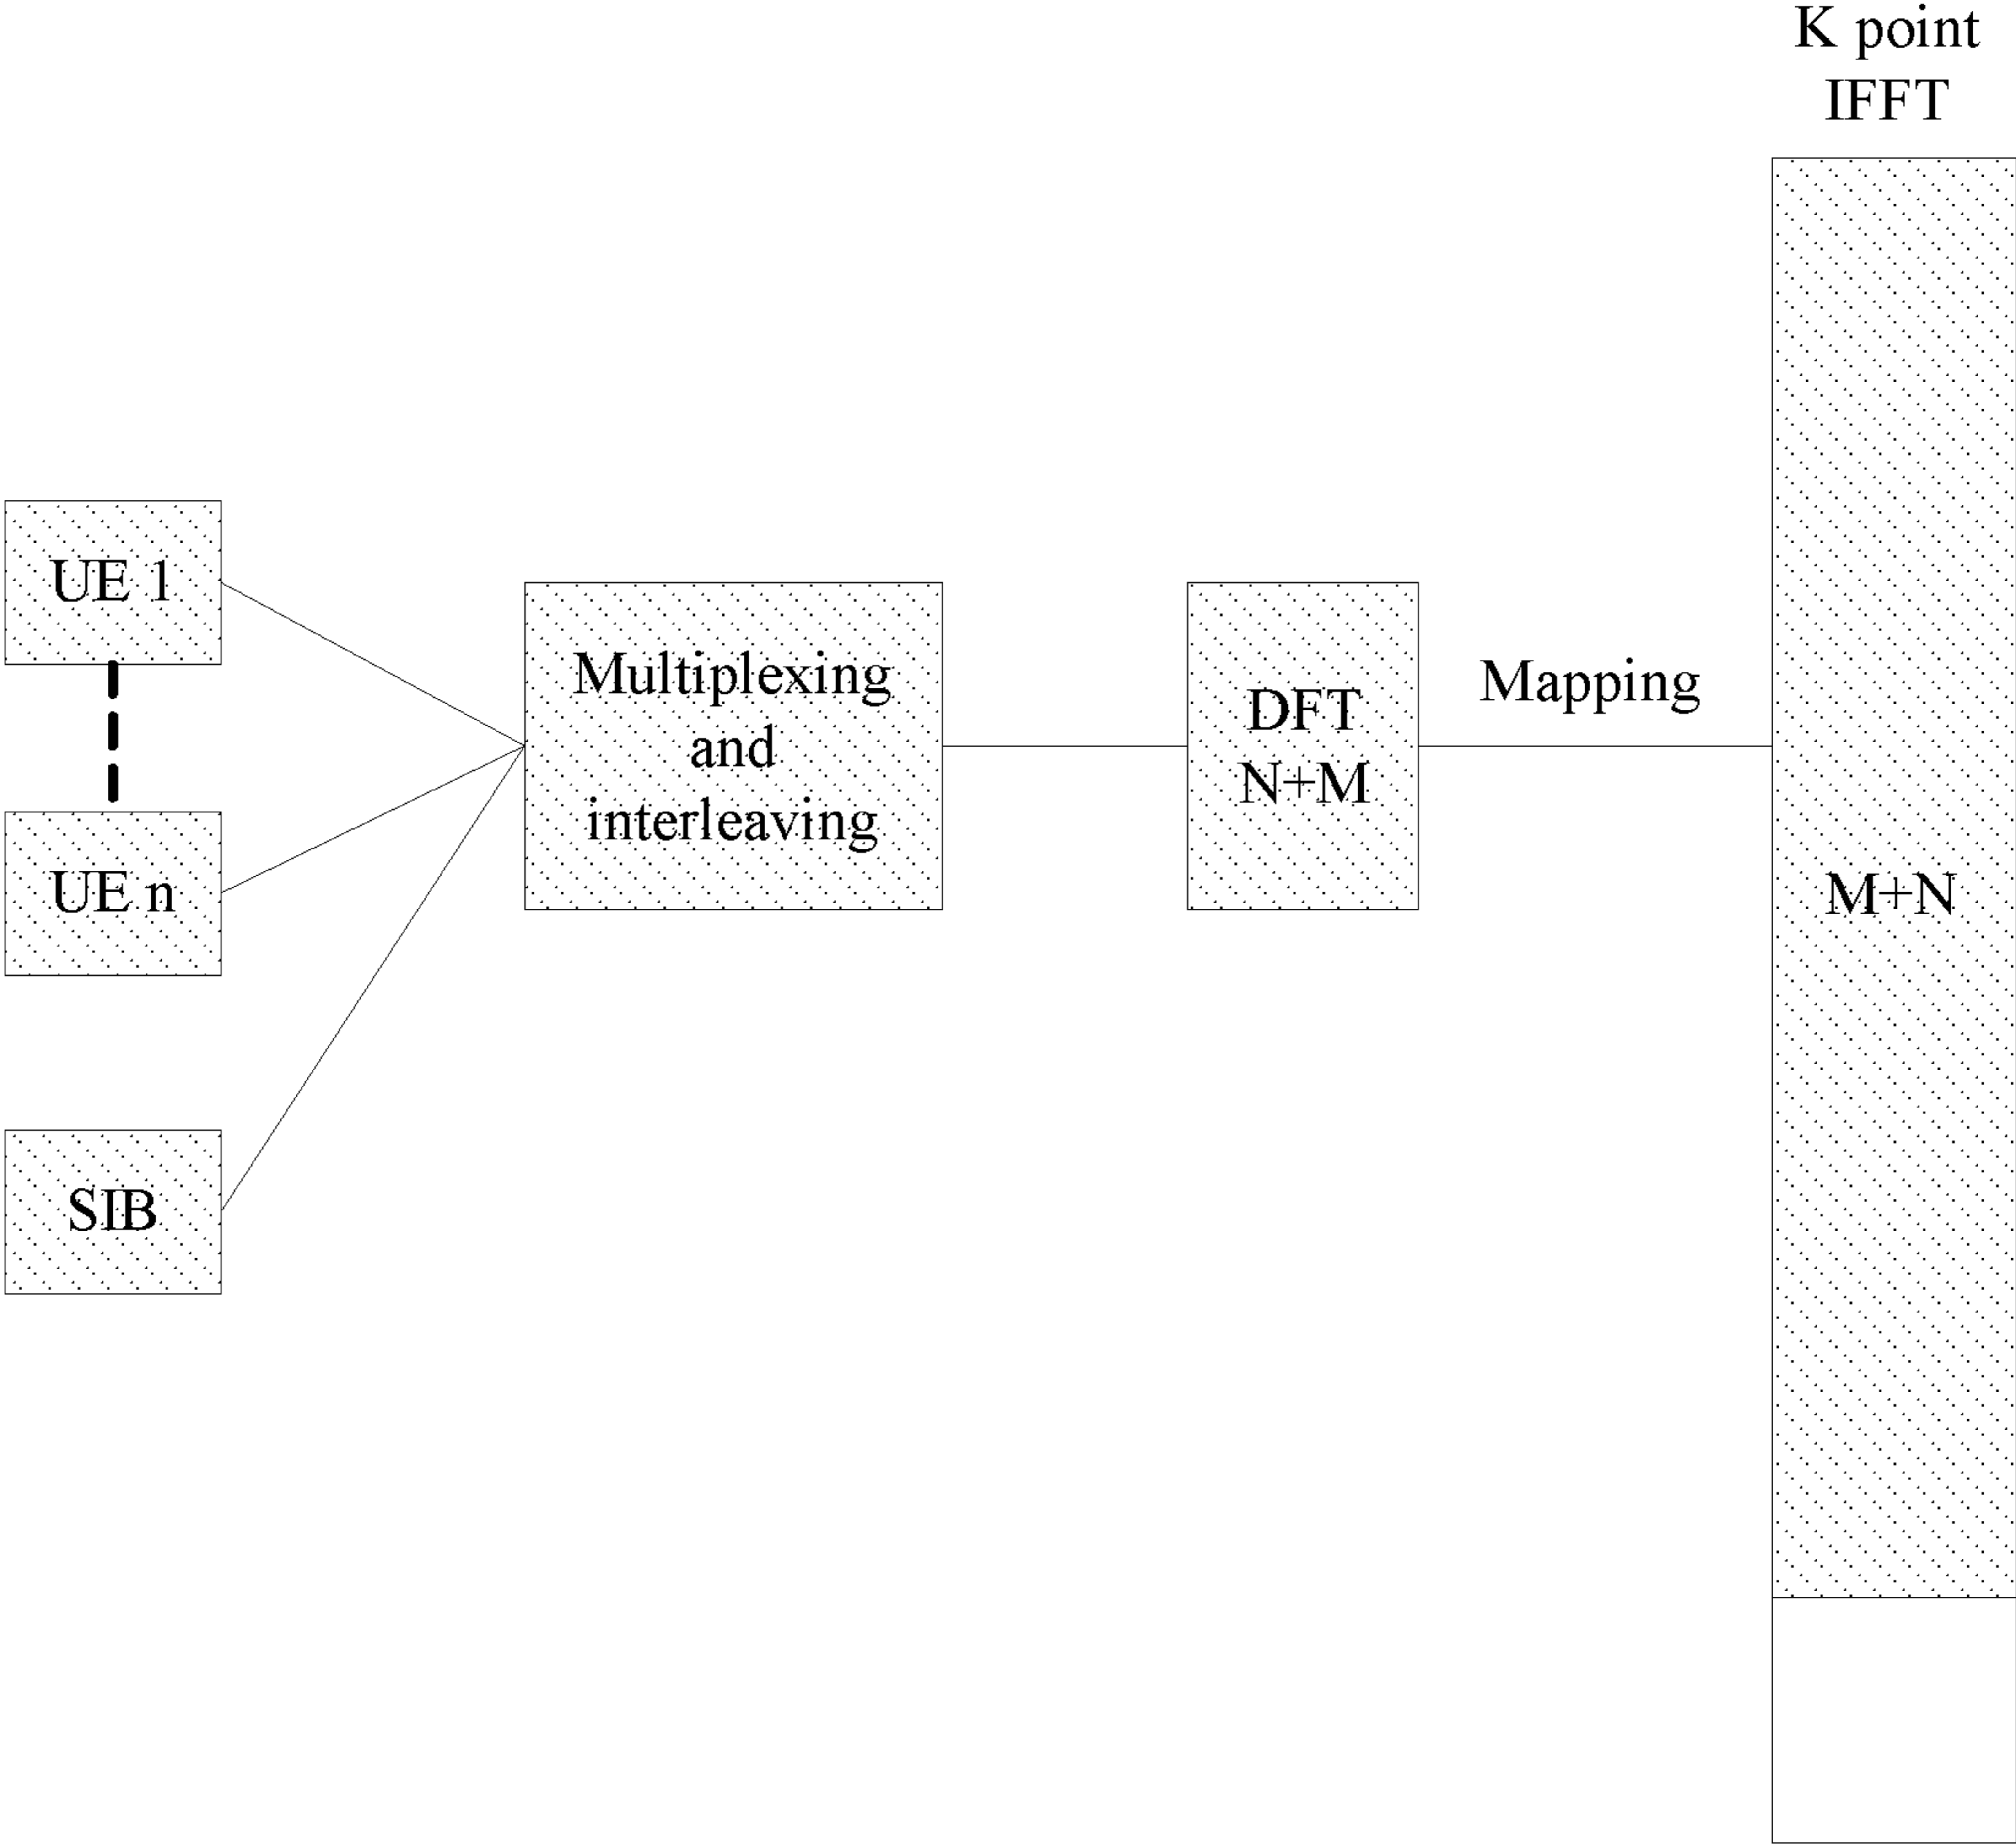 K point
IFFT
UE 1
UE n
SIB
Multiplexing
and
interleaving
DFT
N+M
Mapping
M+N